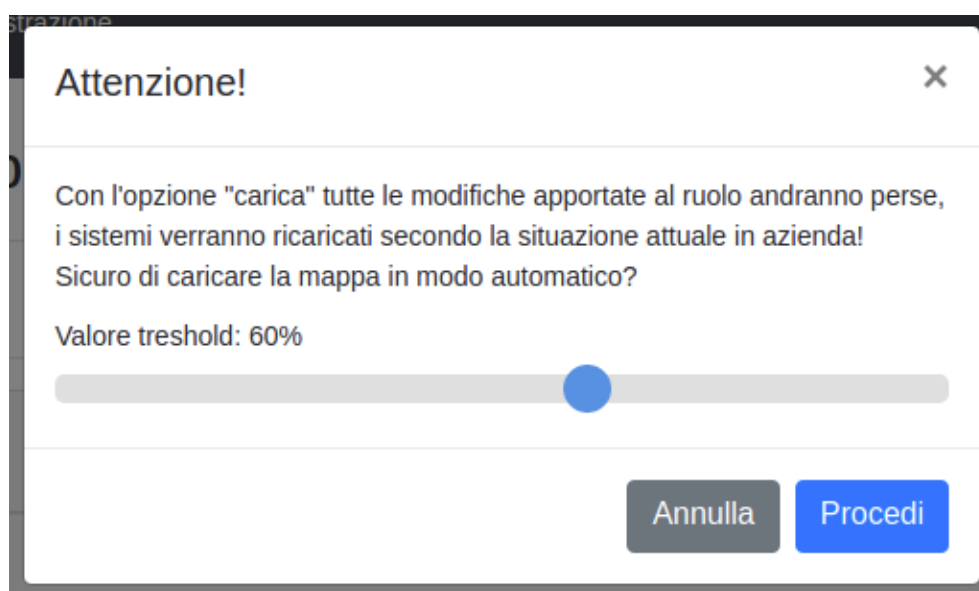 strazione
Attenzione!
×
Con l'opzione "carica" tutte le modifiche apportate al ruolo andranno perse,
i sistemi verranno ricaricati secondo la situazione attuale in azienda!
Sicuro di caricare la mappa in modo automatico?
Valore treshold: 60%
Annulla
Procedi